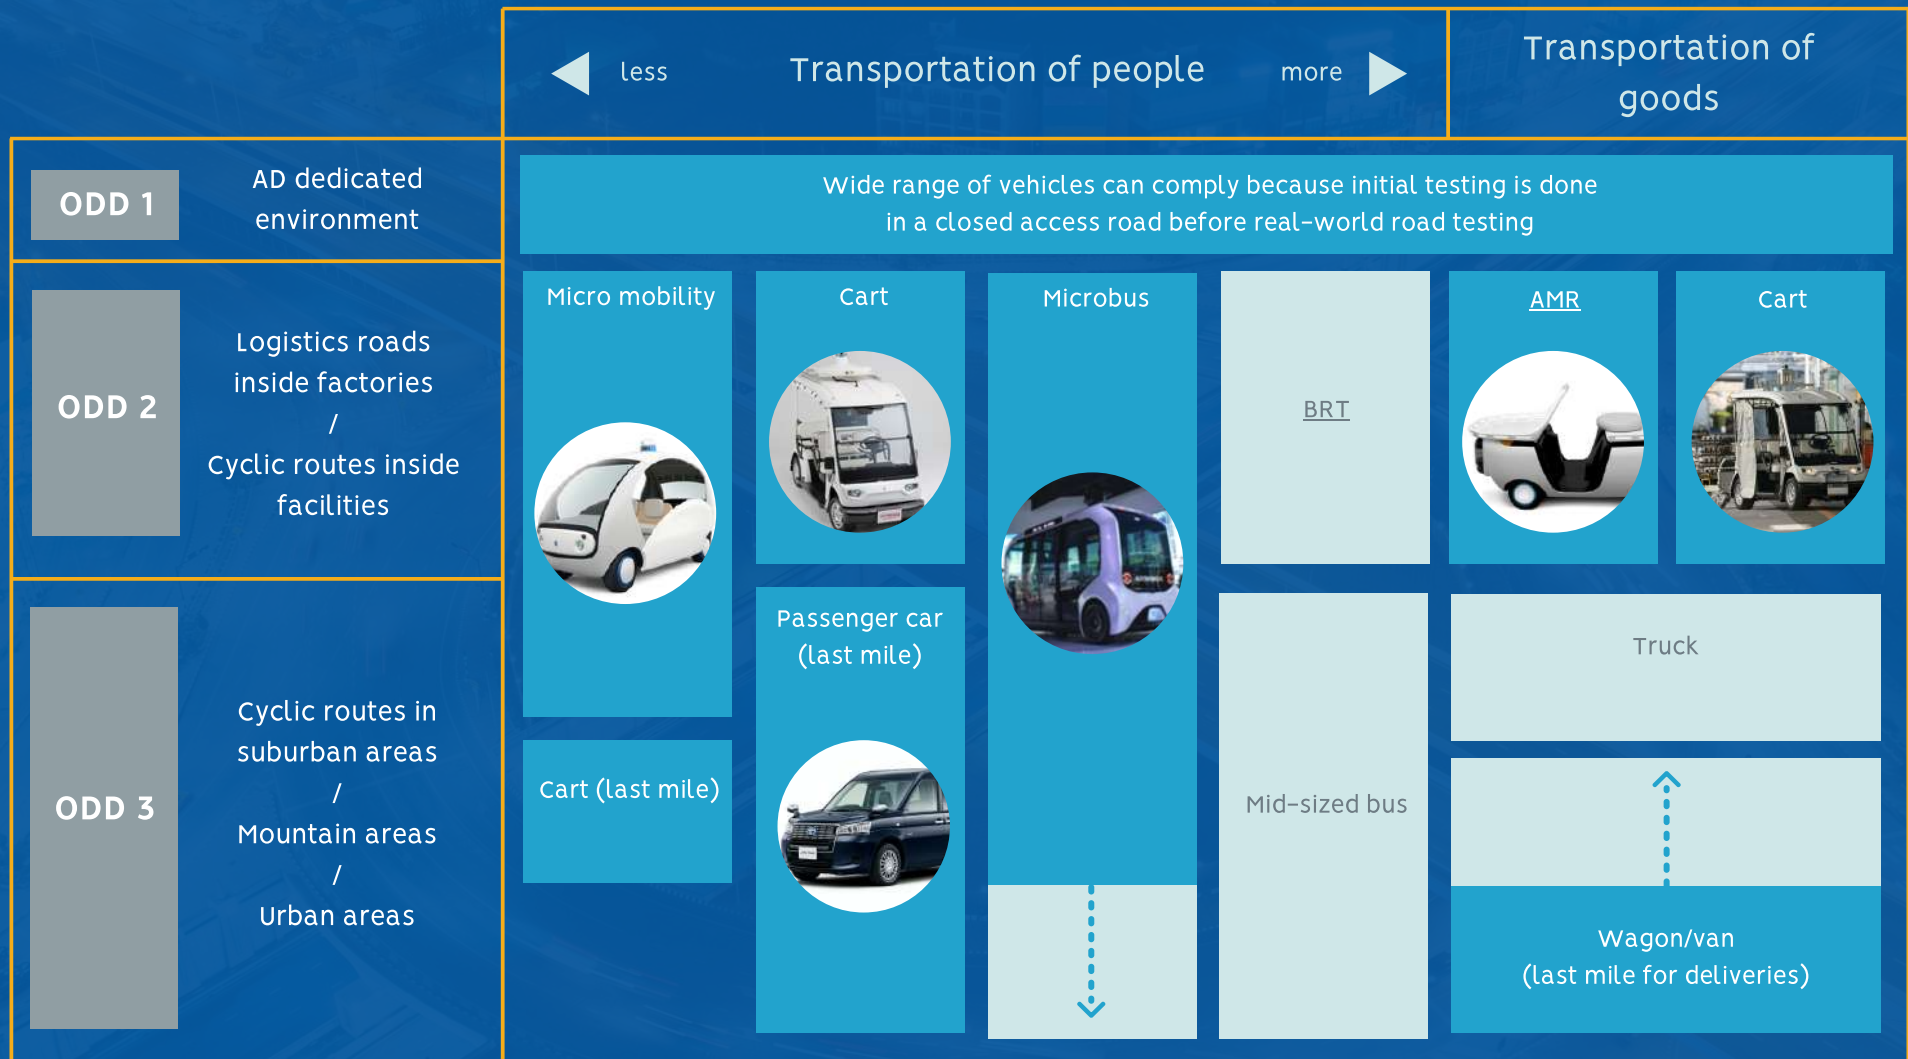 less
Transportation of people
more
Transportation of
goods
ODD 1
AD dedicated
environment
Wide range of vehicles can comply because initial testing is done
in a closed access road before real-world road testing
ODD 2
Logistics roads
inside factories
/
Cyclic routes inside
facilities
Micro mobility
Cart
Microbus
BRT
AMR
Cart
ODD 3
Cyclic routes in
suburban areas
/
Mountain areas
/
Urban areas
Cart (last mile)
Passenger car
(last mile)
Mid-sized bus
Truck
Wagon/van
(last mile for deliveries)